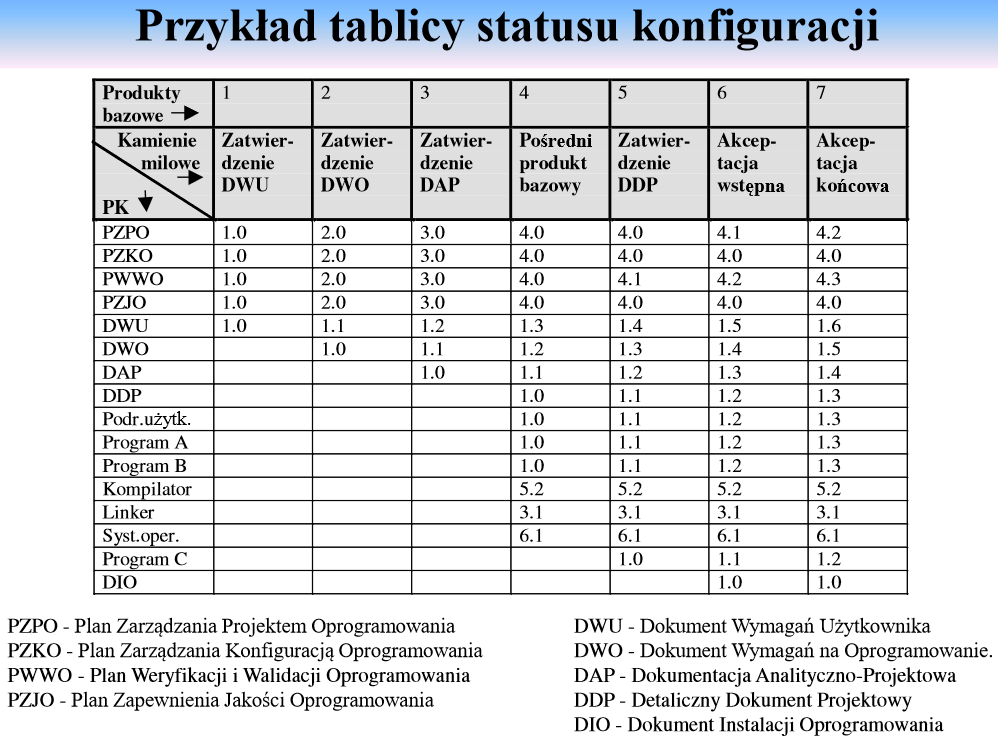 Przykład tablicy statusu konfiguracji
Produkty bazowe 1 2 3 4 5 6 7
Kamienie milowe PK Zatwier-dzenie DWU Zatwier-dzenie DWO Zatwier-dzenie DAP Pośredni produkt bazowy Zatwier-dzenie DDP Akcep-tacja wstępna Akcep-tacja końcowa
PZPO 1.0 2.0 3.0 4.0 4.0 4.1 4.2
PZKO 1.0 2.0 3.0 4.0 4.0 4.0 4.0
PWWO 1.0 2.0 3.0 4.0 4.1 4.2 4.3
PZJO 1.0 2.0 3.0 4.0 4.0 4.0 4.0
DWU 1.0 1.1 1.2 1.3 1.4 1.5 1.6
DWO 1.0 1.1 1.2 1.3 1.4 1.5
DAP 1.0 1.1 1.2 1.3 1.4
DDP 1.0 1.1 1.2 1.3
Podr.użytk. 1.0 1.1 1.2 1.3
Program A 1.0 1.1 1.2 1.3
Program B 1.0 1.1 1.2 1.3
Kompilator 5.2 5.2 5.2 5.2
Linker 3.1 3.1 3.1 3.1
Syst.oper. 6.1 6.1 6.1 6.1
Program C 1.0 1.1 1.2
DIO 1.0 1.0
PZPO - Plan Zarządzania Projektem Oprogramowania
PZKO - Plan Zarządzania Konfiguracją Oprogramowania
PWWO - Plan Weryfikacji i Walidacji Oprogramowania
PZJO - Plan Zapewnienia Jakości Oprogramowania
DWU - Dokument Wymagań Użytkownika
DWO - Dokument Wymagań na Oprogramowanie.
DAP - Dokumentacja Analityczno-Projektowa
DDP - Detaliczny Dokument Projektowy
DIO - Dokument Instalacji Oprogramowania